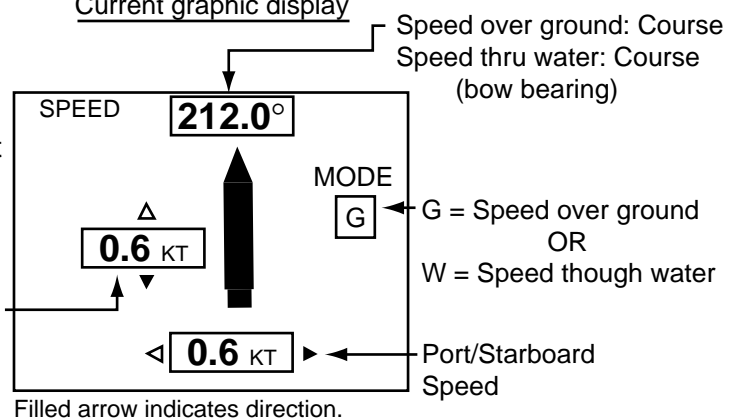 Current graphic display
Speed over ground: Course
Speed thru water: Course
(bow bearing)
SPEED
212.0°
MODE
G
G = Speed over ground
OR
W = Speed though water
0.6 KT
0.6 KT
Port/Starboard
Speed
Filled arrow indicates direction.